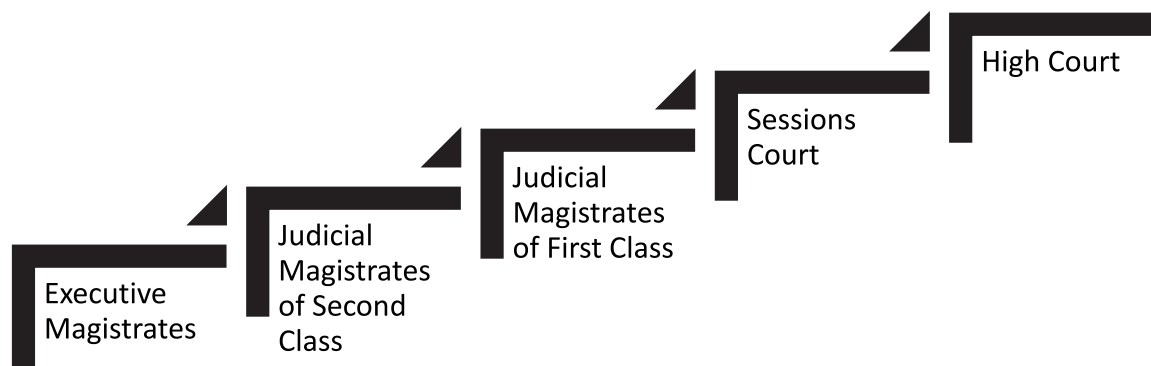 Executive
Magistrates
Judicial
Magistrates
of Second
Class
Judicial
Magistrates
of First Class
Sessions
Court
High Court